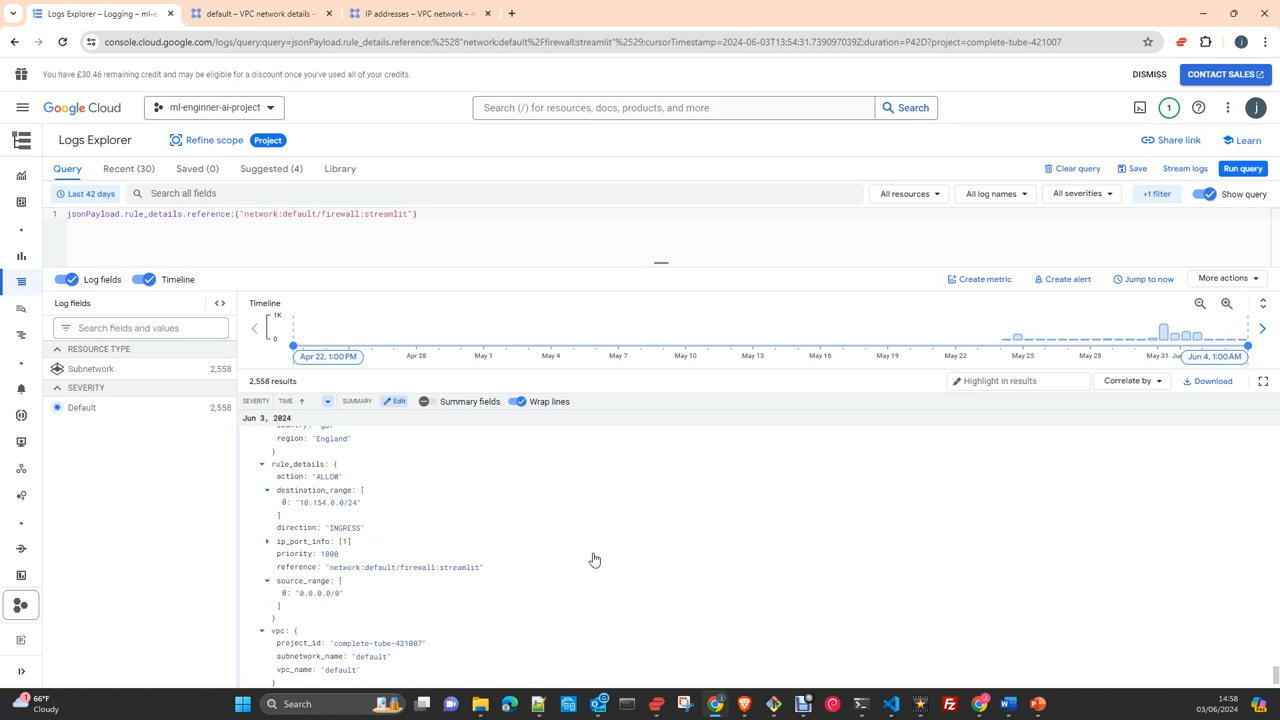 Logs Explorer – Logging – ml-e
default – VPC network details –
IP addresses – VPC network – m
console.cloud.google.com/logs/query;query=jsonPayload.rule_details.reference:%2528"network:default%2Ffirewall:streamlit"%2529;cursorTimestamp=2024-06-03T13:54:31.739097039Z;duration=P42D?project=complete-tube-421007
You have £30.46 remaining credit and may be eligible for a discount once you've used all of your credits.
DISMISS
CONTACT SALES
Google Cloud
ml-enginner-ai-project
Search (/) for resources, docs, products, and more
Search
1
j
Logs Explorer
Refine scope
Project
Share link
Learn
Query
Recent (30)
Saved (0)
Suggested (4)
Library
Clear query
Save
Stream logs
Run query
Last 42 days
Search all fields
All resources
All log names
All severities
+1 filter
Show query
1 jsonPayload.rule_details.reference:("network:default/firewall:streamlit")
Log fields
Timeline
Create metric
Create alert
Jump to now
More actions
Log fields
Search fields and values
RESOURCE TYPE
Subnetwork 2,558
SEVERITY
Default 2,558
Timeline
1K
0
Apr 22, 1:00 PM
Apr 28
May 1
May 4
May 7
May 10
May 13
May 16
May 19
May 22
May 25
May 28
May 31
Jun 4, 1:00 AM
2,558 results
Highlight in results
Correlate by
Download
SEVERITY
TIME
SUMMARY
Edit
Summary fields
Wrap lines
Jun 3, 2024
region: "England"
}
rule_details: {
action: "ALLOW"
destination_range: [
0: "10.154.0.0/24"
]
direction: "INGRESS"
ip_port_info: [1]
priority: 1000
reference: "network:default/firewall:streamlit"
source_range: [
0: "0.0.0.0/0"
]
}
vpc: {
project_id: "complete-tube-421007"
subnetwork_name: "default"
vpc_name: "default"
}
66°F
Cloudy
Search
14:58
03/06/2024